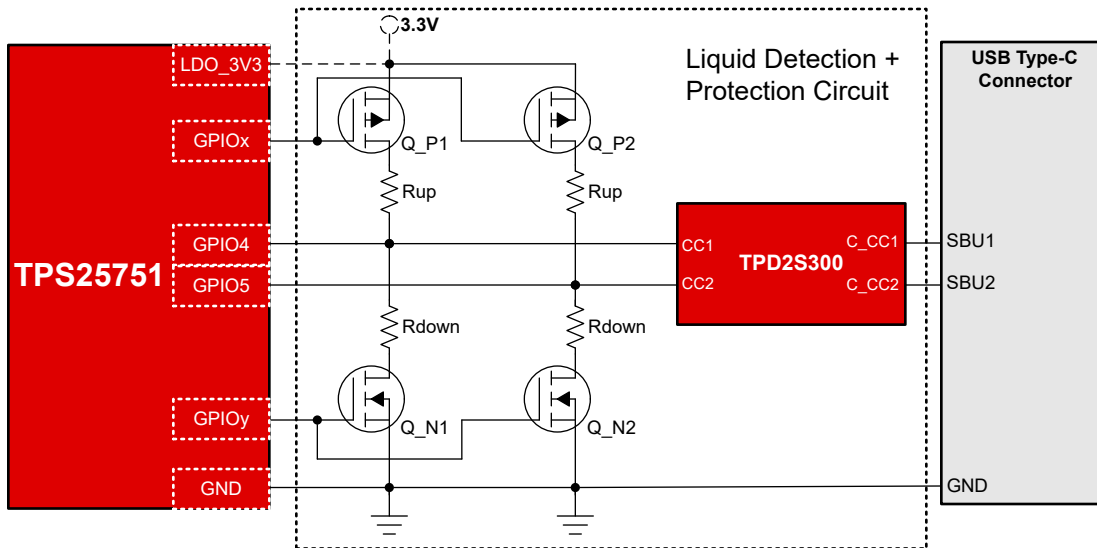 3.3V
LDO_3V3
Liquid Detection +
Protection Circuit
USB Type-C
Connector
GPIOx
Q_P1
Q_P2
Rup
Rup
GPIO4
CC1
C_CC1
SBU1
TPS25751
TPD2S300
GPIO5
CC2
C_CC2
SBU2
Rdown
Rdown
GPIOy
Q_N1
Q_N2
GND
GND